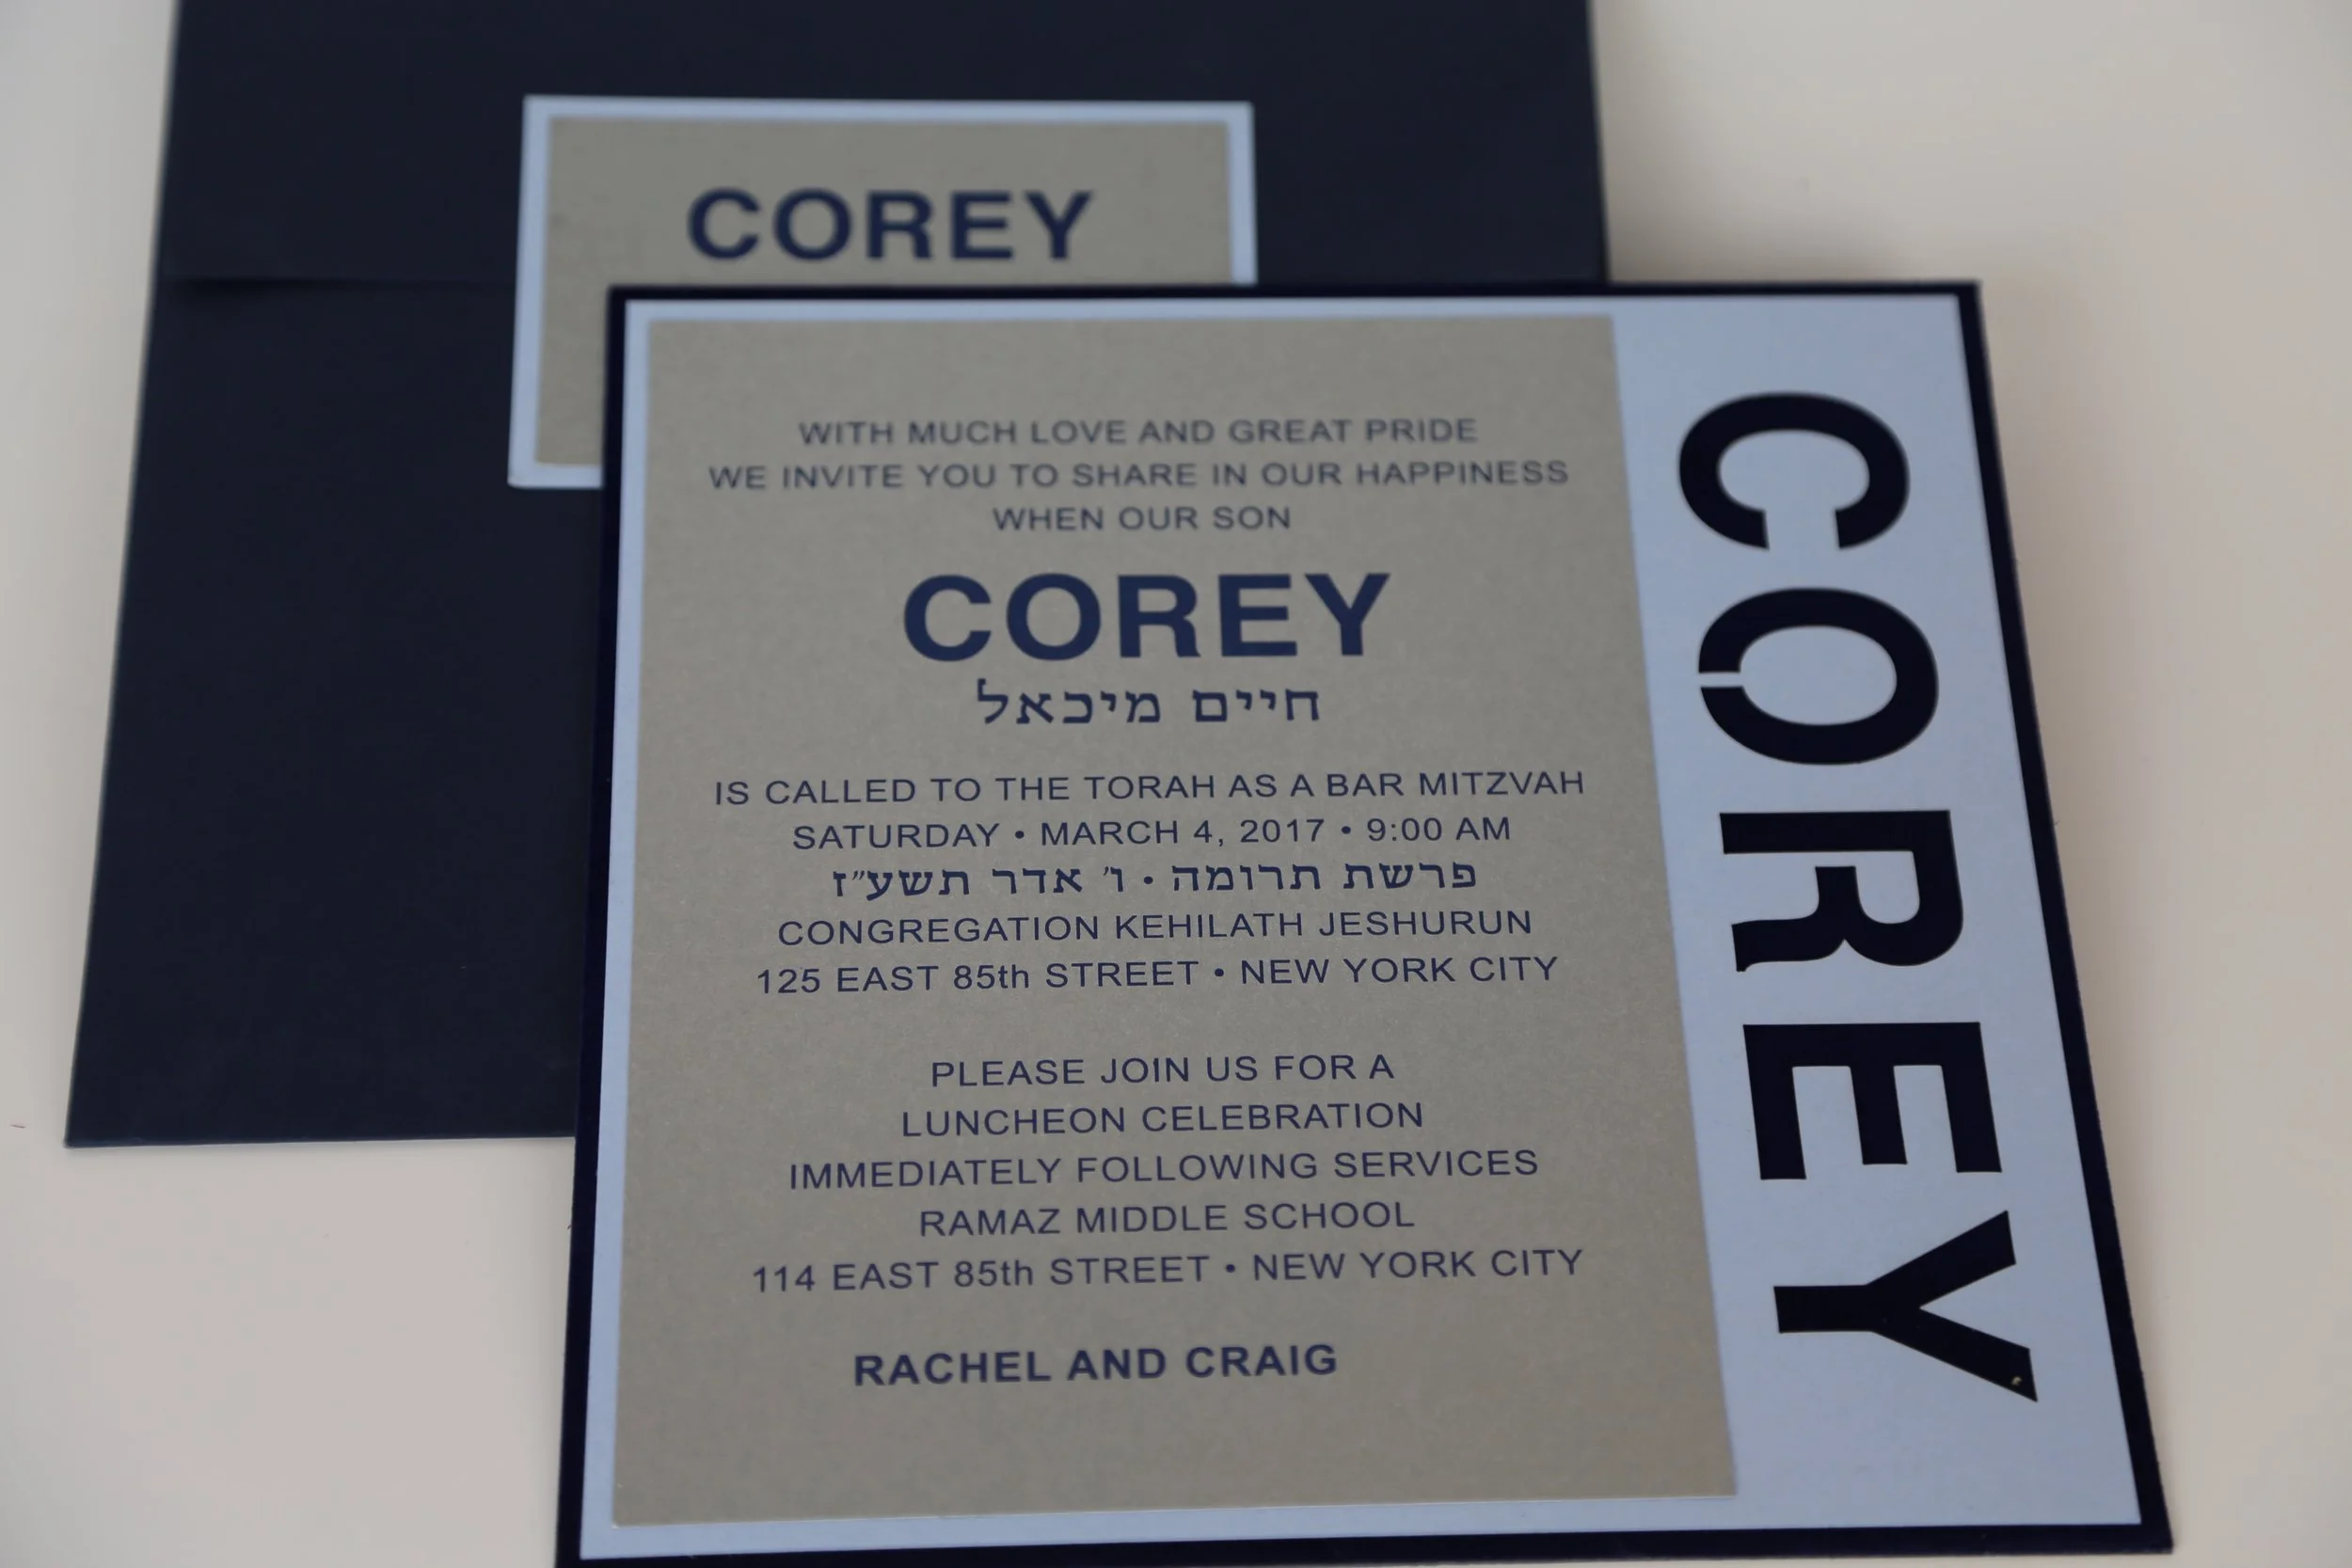 COREY
WITH MUCH LOVE AND GREAT PRIDE
WE INVITE YOU TO SHARE IN OUR HAPPINESS
WHEN OUR SON
COREY
חיים מיכאל
IS CALLED TO THE TORAH AS A BAR MITZVAH
SATURDAY • MARCH 4, 2017 • 9:00 AM
פרשת תרומה • ו׳ אדר תשע״ז
CONGREGATION KEHILATH JESHURUN
125 EAST 85th STREET • NEW YORK CITY
PLEASE JOIN US FOR A
LUNCHEON CELEBRATION
IMMEDIATELY FOLLOWING SERVICES
RAMAZ MIDDLE SCHOOL
114 EAST 85th STREET • NEW YORK CITY
RACHEL AND CRAIG
COREY